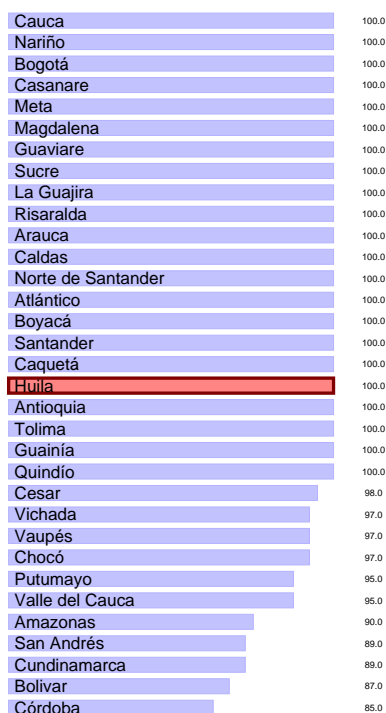 Cauca 100.0
Nariño 100.0
Bogotá 100.0
Casanare 100.0
Meta 100.0
Magdalena 100.0
Guaviare 100.0
Sucre 100.0
La Guajira 100.0
Risaralda 100.0
Arauca 100.0
Caldas 100.0
Norte de Santander 100.0
Atlántico 100.0
Boyacá 100.0
Santander 100.0
Caquetá 100.0
Huila 100.0
Antioquia 100.0
Tolima 100.0
Guainía 100.0
Quindío 100.0
Cesar 98.0
Vichada 97.0
Vaupés 97.0
Chocó 97.0
Putumayo 95.0
Valle del Cauca 95.0
Amazonas 90.0
San Andrés 89.0
Cundinamarca 89.0
Bolivar 87.0
Córdoba 85.0